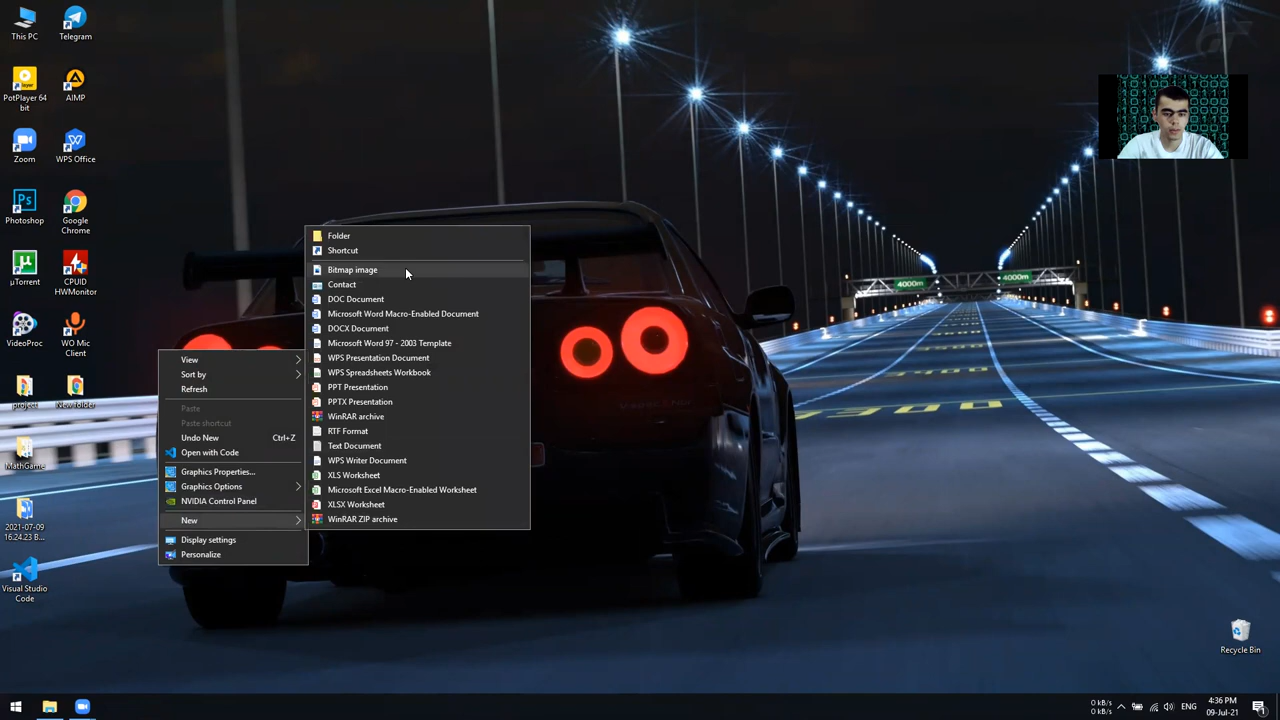 This PC
Telegram
PotPlayer 64
bit
AIMP
Zoom
WPS Office
Photoshop
Google
Chrome
µTorrent
CPUID
HWMonitor
VideoProc
WO Mic
Client
project
New folder
MathGame
2021-07-09
16.24.23 B...
Visual Studio
Code
View
Sort by
Refresh
Paste
Paste shortcut
Undo New Ctrl+Z
Open with Code
Graphics Properties...
Graphics Options
NVIDIA Control Panel
New
Display settings
Personalize
Folder
Shortcut
Bitmap image
Contact
DOC Document
Microsoft Word Macro-Enabled Document
DOCX Document
Microsoft Word 97 - 2003 Template
WPS Presentation Document
WPS Spreadsheets Workbook
PPT Presentation
PPTX Presentation
WinRAR archive
RTF Format
Text Document
WPS Writer Document
XLS Worksheet
Microsoft Excel Macro-Enabled Worksheet
XLSX Worksheet
WinRAR ZIP archive
4000m
4000m
Recycle Bin
0 kB/s
0 kB/s
ENG
4:36 PM
09-Jul-21